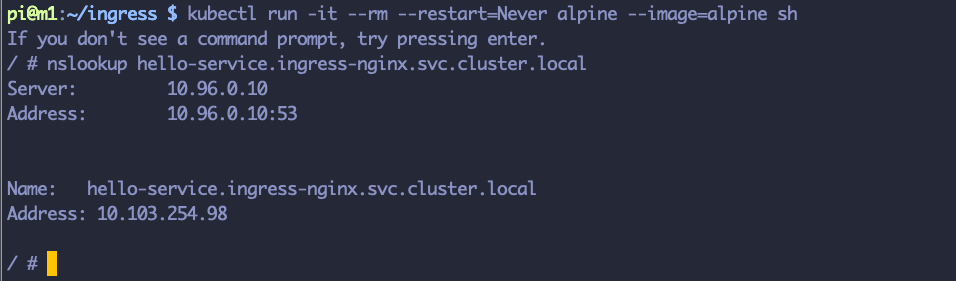 pi@m1:~/ingress $ kubectl run -it --rm --restart=Never alpine --image=alpine sh
If you don't see a command prompt, try pressing enter.
/ # nslookup hello-service.ingress-nginx.svc.cluster.local
Server:         10.96.0.10
Address:        10.96.0.10:53
Name:   hello-service.ingress-nginx.svc.cluster.local
Address: 10.103.254.98
/ #